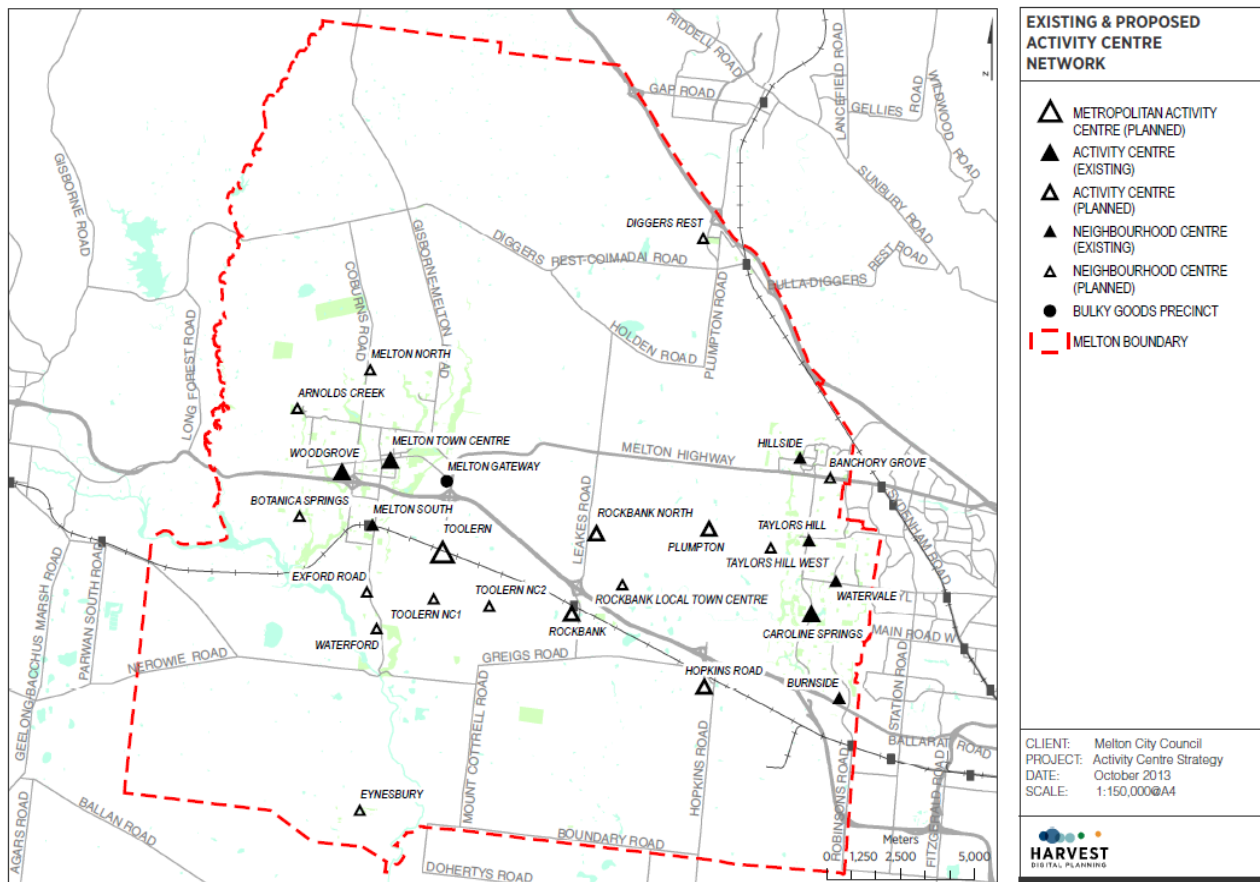 EXISTING & PROPOSED
ACTIVITY CENTRE
NETWORK
METROPOLITAN ACTIVITY
CENTRE (PLANNED)
ACTIVITY CENTRE
(EXISTING)
ACTIVITY CENTRE
(PLANNED)
NEIGHBOURHOOD CENTRE
(EXISTING)
NEIGHBOURHOOD CENTRE
(PLANNED)
BULKY GOODS PRECINCT
MELTON BOUNDARY
CLIENT: Melton City Council
PROJECT: Activity Centre Strategy
DATE: October 2013
SCALE: 1:150,000@A4
HARVEST
DIGITAL PLANNING
RIDDELL ROAD
LANCEFIELD ROAD
WILDWOOD ROAD
GAP ROAD
GELLIES ROAD
SUNBURY ROAD
N
GISBORNE ROAD
GISBORNE-MELTON
DIGGERS REST
DIGGERS REST-COIMADAI ROAD
BULLA-DIGGERS REST ROAD
COBURNS ROAD
HOLDEN ROAD
PLUMPTON ROAD
LONG FOREST ROAD
MELTON NORTH
ARNOLDS CREEK
WOODGROVE
MELTON TOWN CENTRE
MELTON GATEWAY
MELTON HIGHWAY
HILLSIDE
BANCHORY GROVE
BOTANICA SPRINGS
MELTON SOUTH
TOOLERN
LEAKES ROAD
ROCKBANK NORTH
PLUMPTON
TAYLORS HILL
TAYLORS HILL WEST
SYDENHAM ROAD
GEELONG-BACCHUS MARSH ROAD
PARWAN SOUTH ROAD
EXFORD ROAD
TOOLERN NC1
TOOLERN NC2
ROCKBANK LOCAL TOWN CENTRE
WATERVALE
WATERFORD
ROCKBANK
CAROLINE SPRINGS
MAIN ROAD W
NEROWIE ROAD
GREIGS ROAD
HOPKINS ROAD
BURNSIDE
STATION ROAD
MOUNT COTTRELL ROAD
HOPKINS ROAD
BALLARAT ROAD
EYNESBURY
AGARS ROAD
BALLAN ROAD
BOUNDARY ROAD
DOHERTYS ROAD
ROBINSONS ROAD
FITZGERALD ROAD
Meters
0 1,250 2,500 5,000